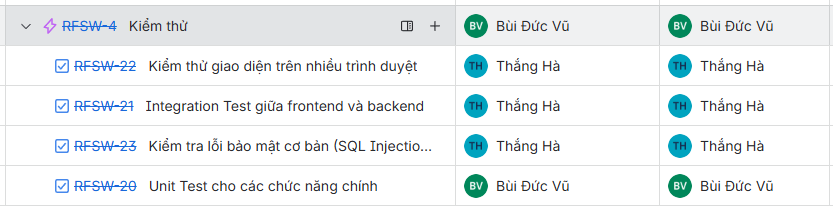 RFSW-4 Kiểm thử BV Bùi Đức Vũ BV Bùi Đức Vũ
RFSW-22 Kiểm thử giao diện trên nhiều trình duyệt TH Thắng Hà TH Thắng Hà
RFSW-21 Integration Test giữa frontend và backend TH Thắng Hà TH Thắng Hà
RFSW-23 Kiểm tra lỗi bảo mật cơ bản (SQL Injectio... TH Thắng Hà TH Thắng Hà
RFSW-20 Unit Test cho các chức năng chính BV Bùi Đức Vũ BV Bùi Đức Vũ